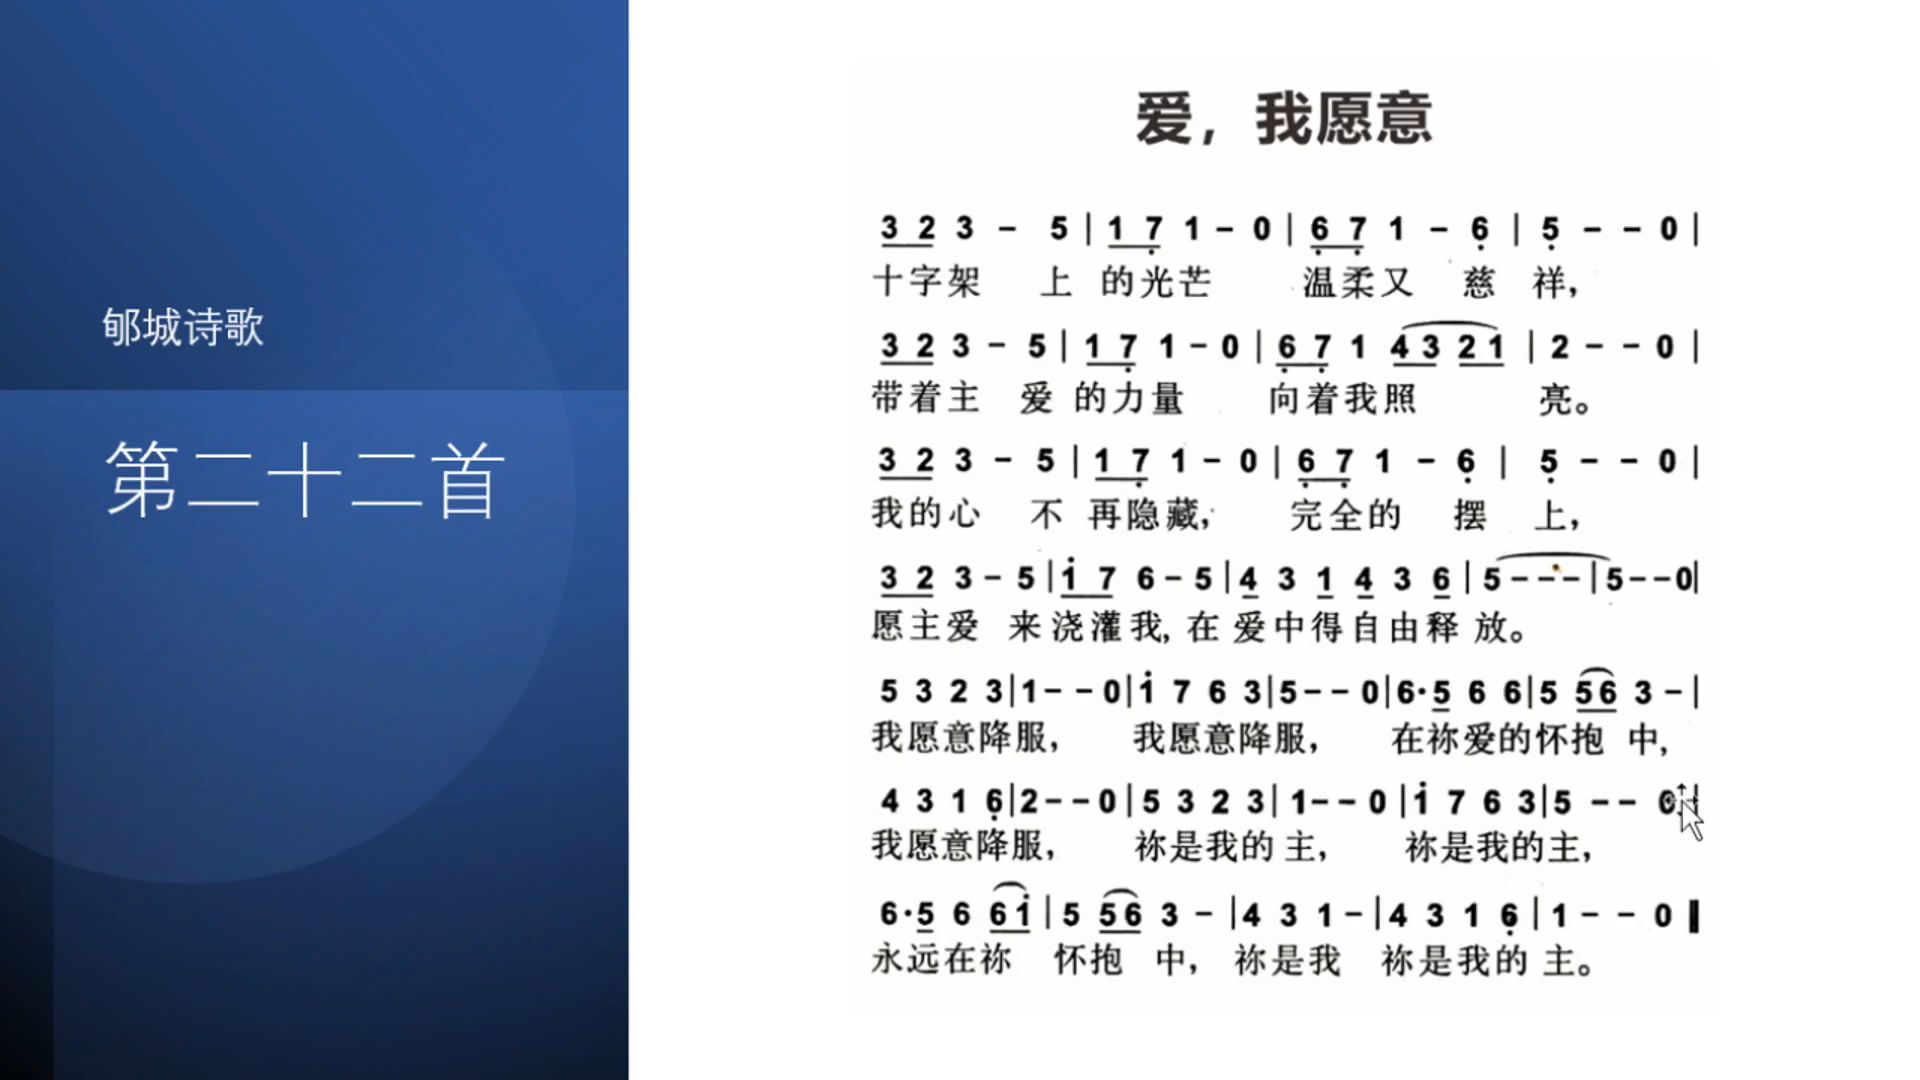 郇城诗歌
第二十二首
爱，我愿意
3 2 3 - 5 | 1 7̣ 1 - 0 | 6̣ 7̣ 1 - 6̣ | 5̣ - - 0 |
十字架 上 的光芒 温柔又 慈 祥，
3 2 3 - 5 | 1 7̣ 1 - 0 | 6̣ 7̣ 1 4 3 2 1 | 2 - - 0 |
带着主 爱 的力量 向着我照 亮。
3 2 3 - 5 | 1 7̣ 1 - 0 | 6̣ 7̣ 1 - 6̣ | 5̣ - - 0 |
我的心 不 再隐藏， 完全的 摆 上，
3 2 3 - 5 | 1̇ 7 6 - 5 | 4 3 1 4 3 6 | 5 - - - | 5 - - 0 |
愿主爱 来浇灌我，在爱中得自由释 放。
5 3 2 3 | 1 - - 0 | 1̇ 7 6 3 | 5 - - 0 | 6· 5 6 6 | 5 5 6 3 - |
我愿意降服， 我愿意降服， 在祢爱的怀抱 中，
4 3 1 6̣ | 2 - - 0 | 5 3 2 3 | 1 - - 0 | 1̇ 7 6 3 | 5 - - 0 |
我愿意降服， 祢是我的主， 祢是我的主，
6· 5 6 6 1̇ | 5 5 6 3 - | 4 3 1 - | 4 3 1 6̣ | 1 - - 0 ‖
永远在祢 怀抱 中，祢是我 祢是我的主。